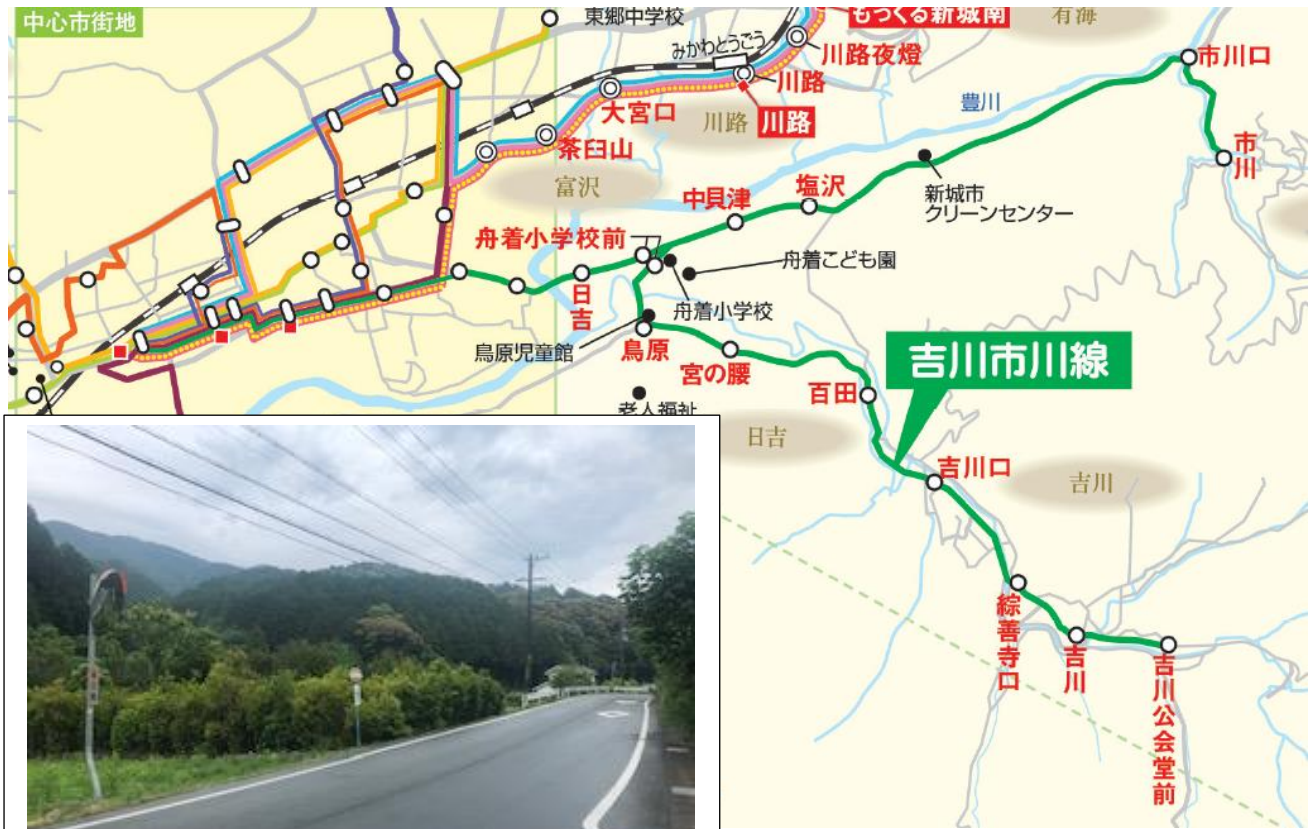 中心市街地
東郷中学校
もっくる新城南
有海
みかわとうごう
川路夜燈
市川口
大宮口
川路
川路
川路
豊川
茶臼山
市川
富沢
中貝津
塩沢
新城市
クリーンセンター
舟着小学校前
舟着こども園
日吉
舟着小学校
鳥原児童館
鳥原
宮の腰
吉川市川線
百田
老人福祉
日吉
吉川口
吉川
綜善寺口
吉川
吉川公会堂前